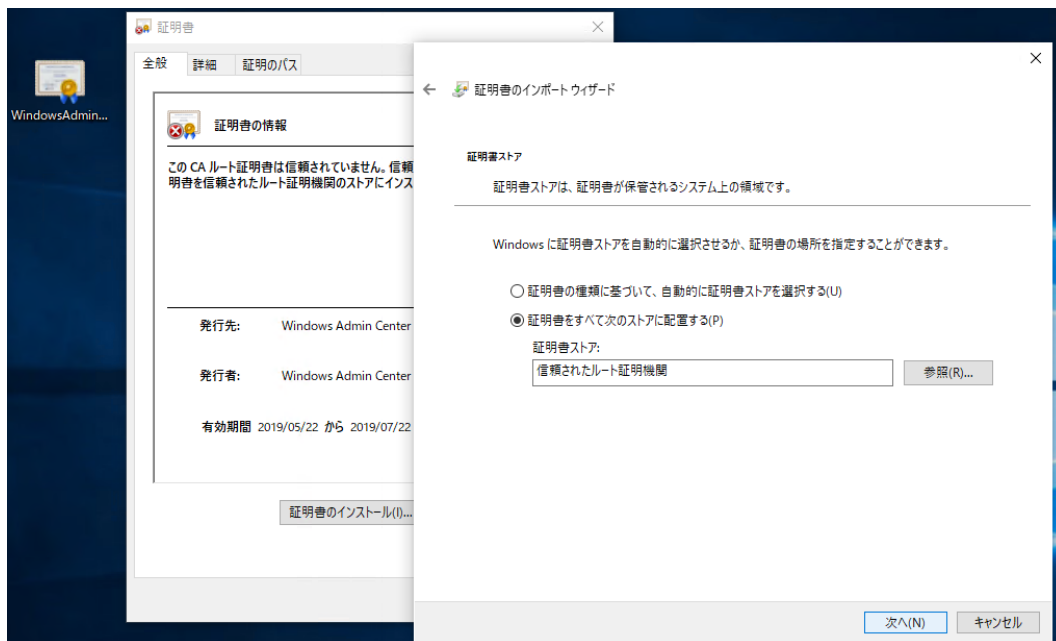 WindowsAdmin...
証明書
全般
詳細
証明のパス
証明書の情報
この CA ルート証明書は信頼されていません。信頼
明書を信頼されたルート証明機関のストアにインス
発行先: Windows Admin Center
発行者: Windows Admin Center
有効期間 2019/05/22 から 2019/07/22
証明書のインストール(I)...
証明書のインポート ウィザード
証明書ストア
証明書ストアは、証明書が保管されるシステム上の領域です。
Windows に証明書ストアを自動的に選択させるか、証明書の場所を指定することができます。
証明書の種類に基づいて、自動的に証明書ストアを選択する(U)
証明書をすべて次のストアに配置する(P)
証明書ストア:
信頼されたルート証明機関
参照(R)...
次へ(N)
キャンセル